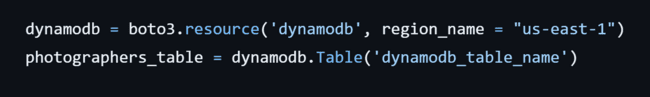 dynamodb = boto3.resource('dynamodb', region_name = "us-east-1")
photographers_table = dynamodb.Table('dynamodb_table_name')